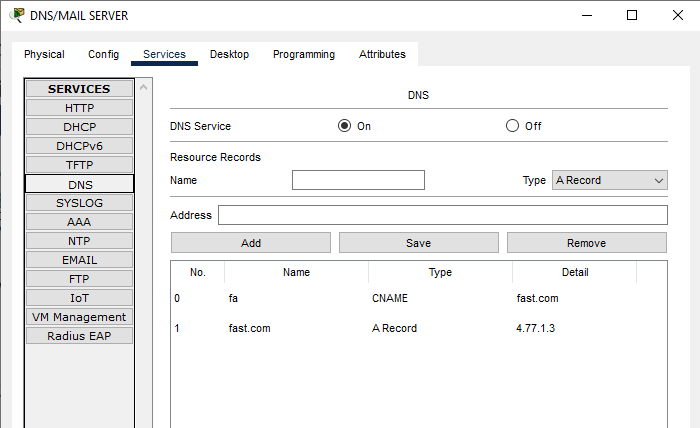 DNS/MAIL SERVER
Physical Config Services Desktop Programming Attributes
SERVICES
HTTP
DHCP
DHCPv6
TFTP
DNS
SYSLOG
AAA
NTP
EMAIL
FTP
IoT
VM Management
Radius EAP
DNS
DNS Service On Off
Resource Records
Name Type A Record
Address
Add Save Remove
No. Name Type Detail
0 fa CNAME fast.com
1 fast.com A Record 4.77.1.3